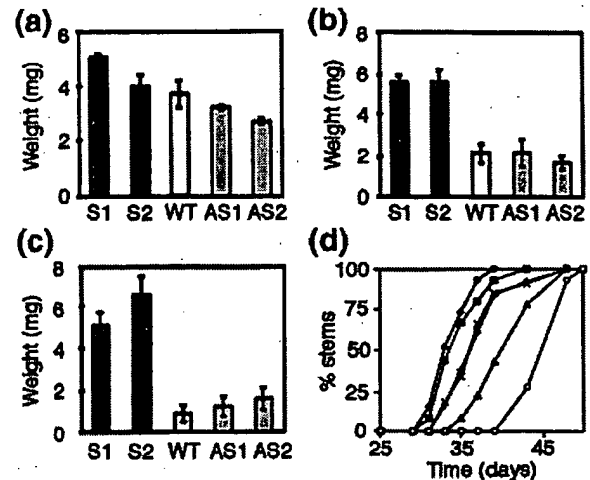 (a)
6
4
2
0
Weight (mg)
S1 S2 WT AS1 AS2
(b)
8
6
4
2
0
Weight (mg)
S1 S2 WT AS1 AS2
(c)
8
6
4
2
0
Weight (mg)
S1 S2 WT AS1 AS2
(d)
100
75
50
25
0
% stems
25 35 45
Time (days)